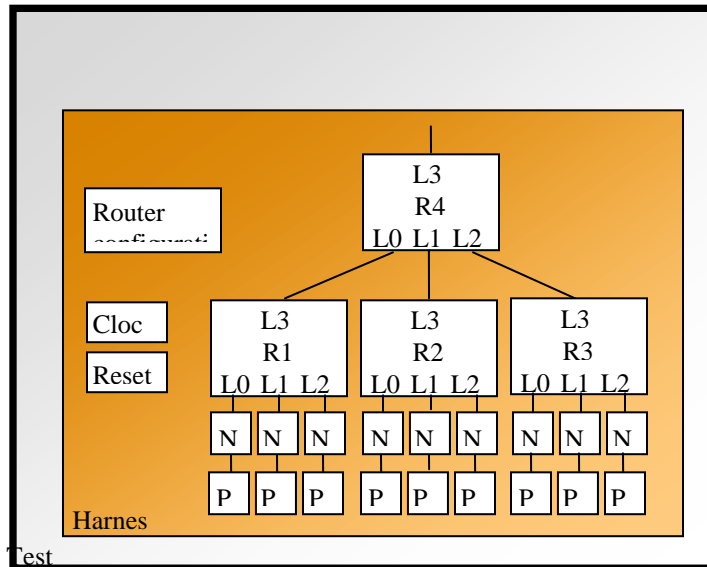 L3
R4
L0 L1 L2
Router
configurati
Cloc
Reset
L3
R1
L0 L1 L2
L3
R2
L0 L1 L2
L3
R3
L0 L1 L2
N N N N N N N N N
P P P P P P P P P
Harnes
Test